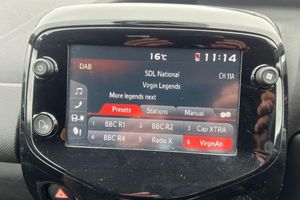 16°C 11:14
DAB
SDL National CH 11A
Virgin Legends
More legends next
Presets Stations Manual
1 BBC R1 2 BBC R2 3 Cap XTRA
4 BBC R4 5 Radio X 6 VirginAn